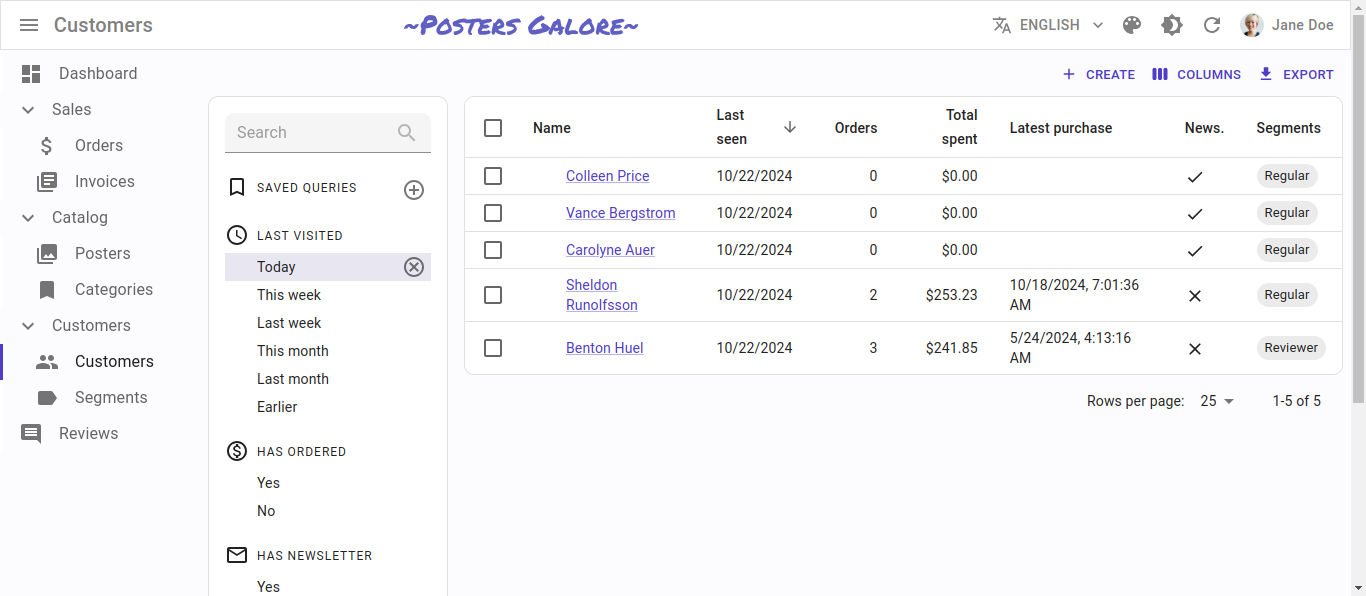 Customers
~Posters Galore~
ENGLISH
Jane Doe
Dashboard
Sales
Orders
Invoices
Catalog
Posters
Categories
Customers
Customers
Segments
Reviews
CREATE
COLUMNS
EXPORT
Search
SAVED QUERIES
LAST VISITED
Today
This week
Last week
This month
Last month
Earlier
HAS ORDERED
Yes
No
HAS NEWSLETTER
Yes
Name Last seen Orders Total spent Latest purchase News. Segments
Colleen Price 10/22/2024 0 $0.00 Regular
Vance Bergstrom 10/22/2024 0 $0.00 Regular
Carolyne Auer 10/22/2024 0 $0.00 Regular
Sheldon Runolfsson 10/22/2024 2 $253.23 10/18/2024, 7:01:36 AM Regular
Benton Huel 10/22/2024 3 $241.85 5/24/2024, 4:13:16 AM Reviewer
Rows per page: 25 1-5 of 5